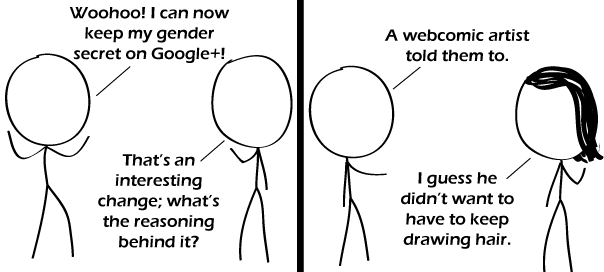 Woohoo! I can now
keep my gender
secret on Google+!
That's an
interesting
change; what's
the reasoning
behind it?
A webcomic artist
told them to.
I guess he
didn't want to
have to keep
drawing hair.